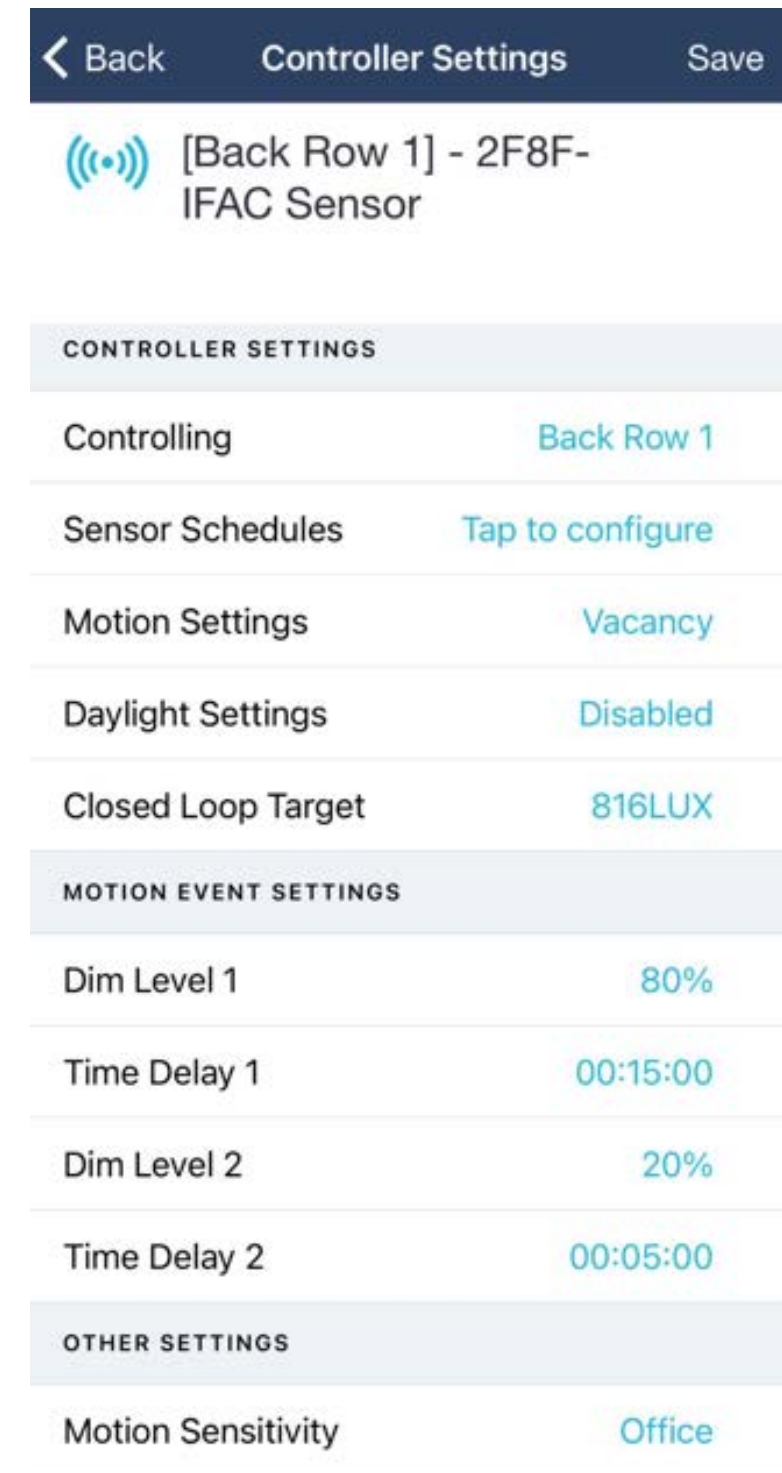 Back Controller Settings Save
[Back Row 1] - 2F8F-
IFAC Sensor
CONTROLLER SETTINGS
Controlling Back Row 1
Sensor Schedules Tap to configure
Motion Settings Vacancy
Daylight Settings Disabled
Closed Loop Target 816LUX
MOTION EVENT SETTINGS
Dim Level 1 80%
Time Delay 1 00:15:00
Dim Level 2 20%
Time Delay 2 00:05:00
OTHER SETTINGS
Motion Sensitivity Office